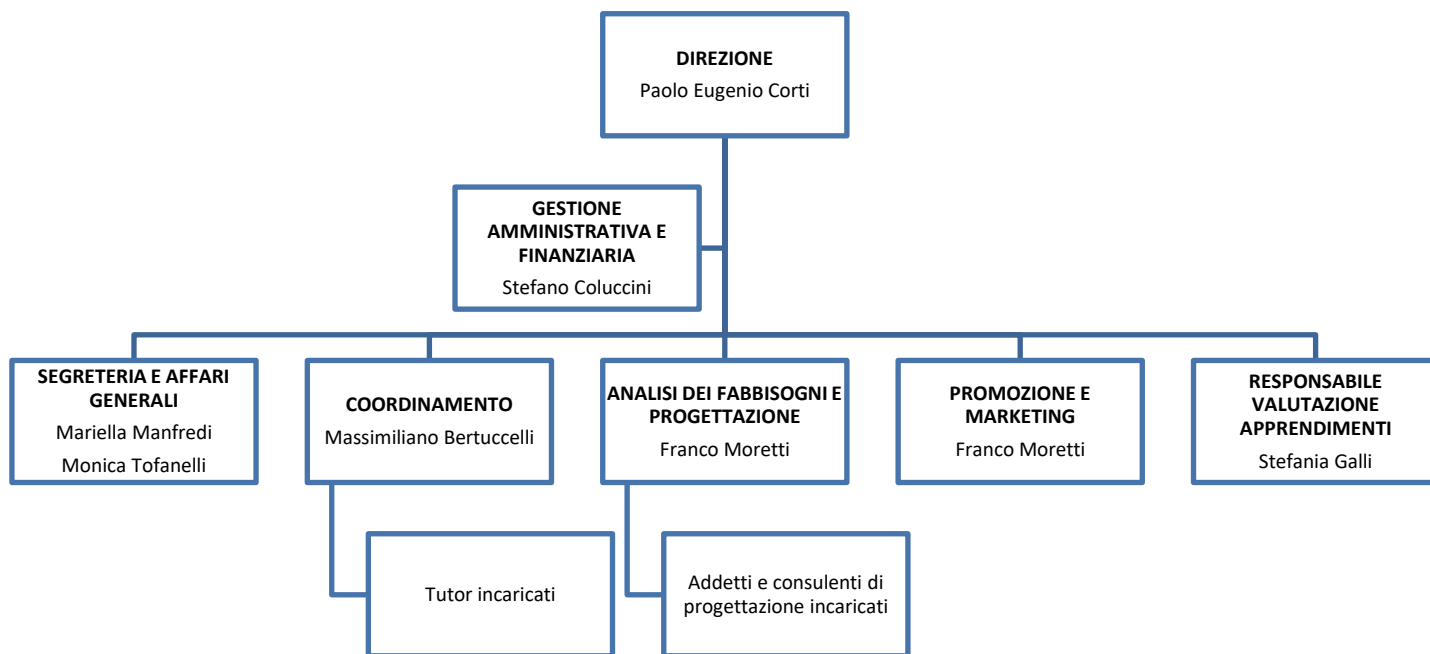 DIREZIONE
Paolo Eugenio Corti
GESTIONE
AMMINISTRATIVA E
FINANZIARIA
Stefano Coluccini
SEGRETERIA E AFFARI
GENERALI
Mariella Manfredi
Monica Tofanelli
COORDINAMENTO
Massimiliano Bertuccelli
ANALISI DEI FABBISOGNI E
PROGETTAZIONE
Franco Moretti
PROMOZIONE E
MARKETING
Franco Moretti
RESPONSABILE
VALUTAZIONE
APPRENDIMENTI
Stefania Galli
Tutor incaricati
Addetti e consulenti di
progettazione incaricati